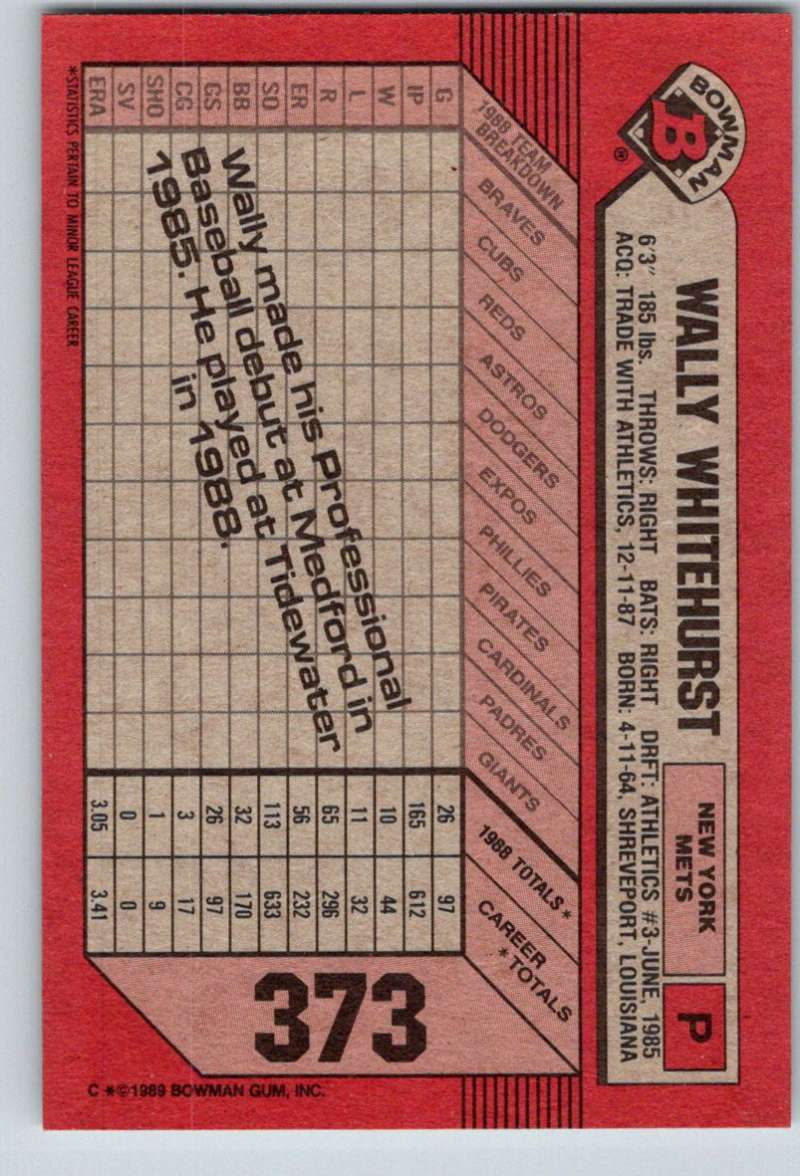 BOWMAN
B
®
WALLY WHITEHURST
NEW YORK
METS
P
6'3" 185 lbs. THROWS: RIGHT BATS: RIGHT DRFT: ATHLETICS #3-JUNE, 1985
ACQ: TRADE WITH ATHLETICS, 12-11-87 BORN: 4-11-64, SHREVEPORT, LOUISIANA
1988 TEAM
BREAKDOWN
BRAVES
CUBS
REDS
ASTROS
DODGERS
EXPOS
PHILLIES
PIRATES
CARDINALS
PADRES
GIANTS
1988 TOTALS*
CAREER
*TOTALS
G 26 97
IP 165 612
W 10 44
L 11 32
R 65 296
ER 56 232
SO 113 633
BB 32 170
GS 26 97
CG 3 17
SHO 1 9
SV 0 0
ERA 3.05 3.41
Wally made his Professional
Baseball debut at Medford in
1985. He played at Tidewater
in 1988.
373
*STATISTICS PERTAIN TO MINOR LEAGUE CAREER
C *©1989 BOWMAN GUM, INC.